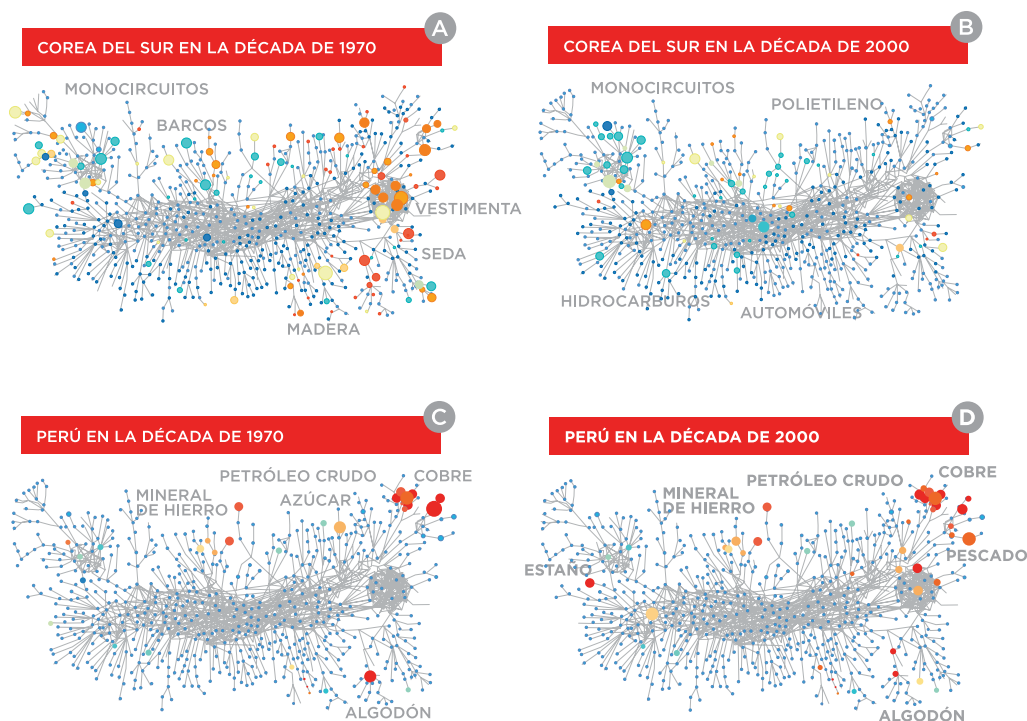 A
COREA DEL SUR EN LA DÉCADA DE 1970
MONOCIRCUITOS
BARCOS
VESTIMENTA
SEDA
MADERA
B
COREA DEL SUR EN LA DÉCADA DE 2000
MONOCIRCUITOS
POLIETILENO
HIDROCARBUROS
AUTOMÓVILES
C
PERÚ EN LA DÉCADA DE 1970
PETRÓLEO CRUDO
COBRE
MINERAL
DE HIERRO
AZÚCAR
ALGODÓN
D
PERÚ EN LA DÉCADA DE 2000
COBRE
PETRÓLEO CRUDO
MINERAL
DE HIERRO
PESCADO
ESTAÑO
ALGODÓN